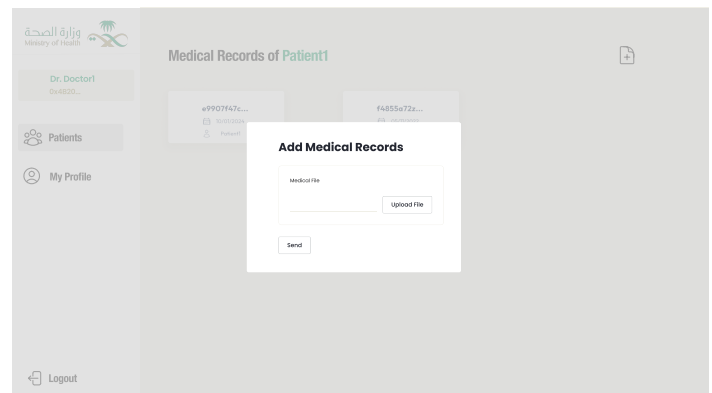 وزارة الصحة
Ministry of Health
Dr. Doctor1
Patients
My Profile
Logout
Medical Records of Patient1
e9907f47c...
f4855a72z...
Patient1
Add Medical Records
Medical File
Upload File
Send